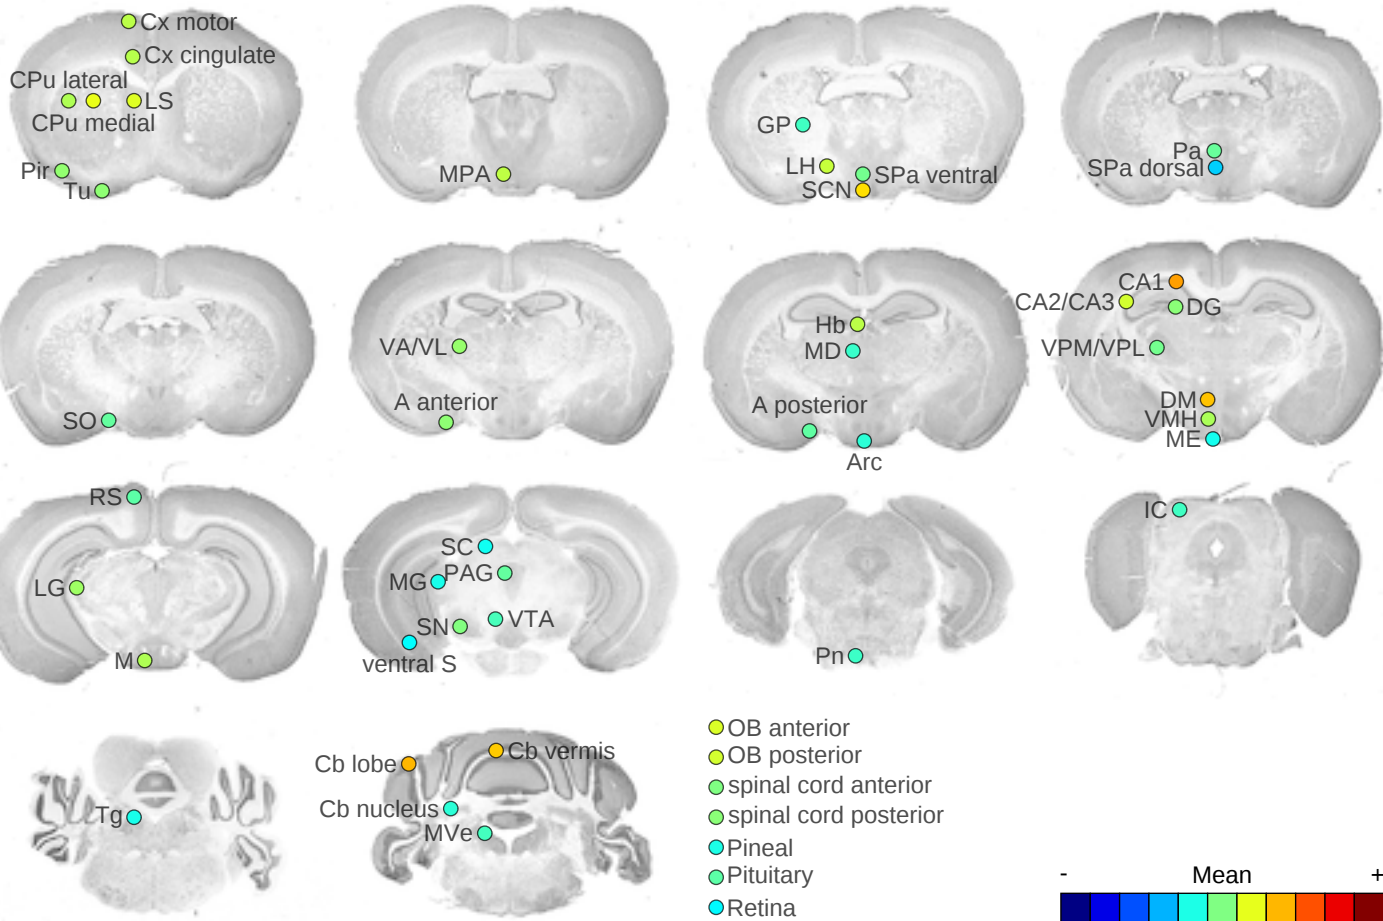 Cx motor
Cx cingulate
CPu lateral
LS
CPu medial
Pir
Tu
MPA
GP
LH
SPa ventral
SCN
Pa
SPa dorsal
SO
VA/VL
A anterior
Hb
MD
A posterior
Arc
CA1
CA2/CA3
DG
VPM/VPL
DM
VMH
ME
RS
LG
M
SC
PAG
MG
VTA
SN
ventral S
Pn
IC
Tg
Cb lobe
Cb vermis
Cb nucleus
MVe
OB anterior
OB posterior
spinal cord anterior
spinal cord posterior
Pineal
Pituitary
Retina
- Mean +